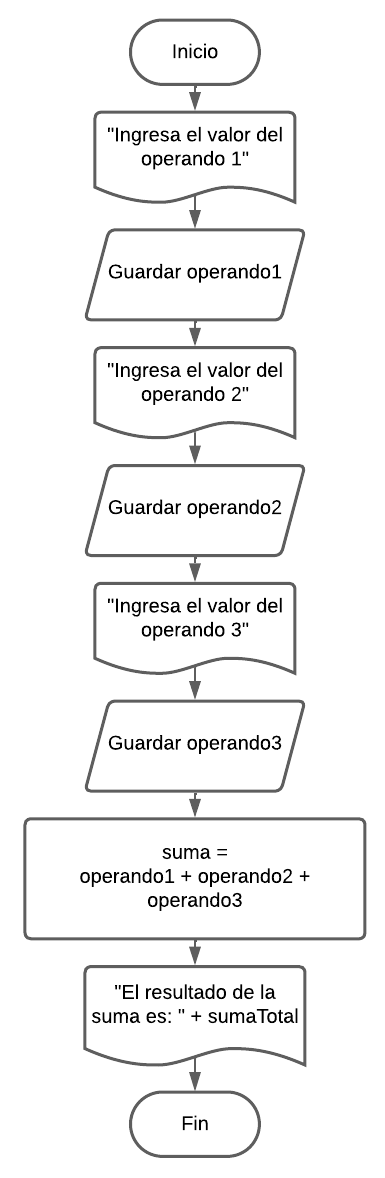 Inicio
"Ingresa el valor del
operando 1"
Guardar operando1
"Ingresa el valor del
operando 2"
Guardar operando2
"Ingresa el valor del
operando 3"
Guardar operando3
suma =
operando1 + operando2 +
operando3
"El resultado de la
suma es: " + sumaTotal
Fin